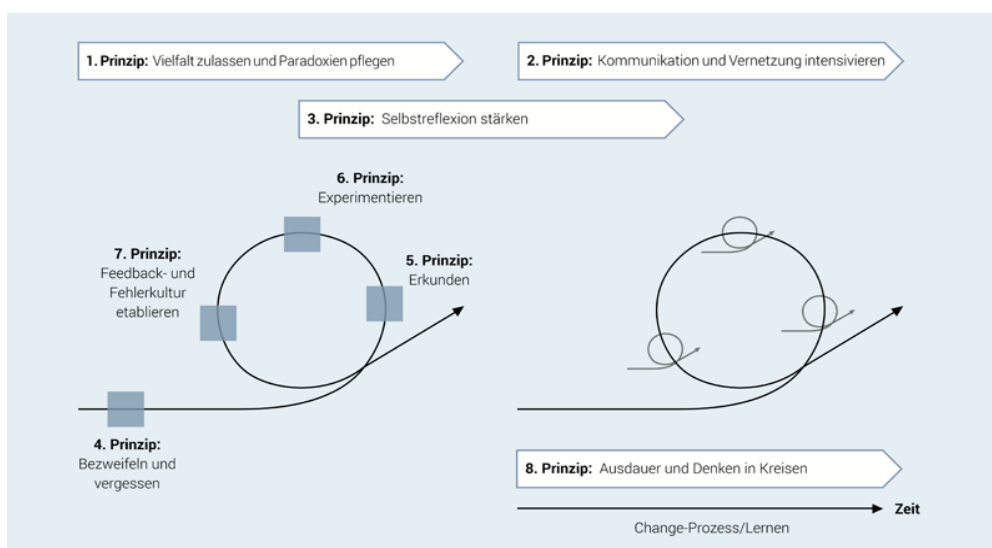 1. Prinzip: Vielfalt zulassen und Paradoxien pflegen
2. Prinzip: Kommunikation und Vernetzung intensivieren
3. Prinzip: Selbstreflexion stärken
6. Prinzip:
Experimentieren
7. Prinzip:
Feedback- und
Fehlerkultur
etablieren
5. Prinzip:
Erkunden
4. Prinzip:
Bezweifeln und
vergessen
8. Prinzip: Ausdauer und Denken in Kreisen
Zeit
Change-Prozess/Lernen